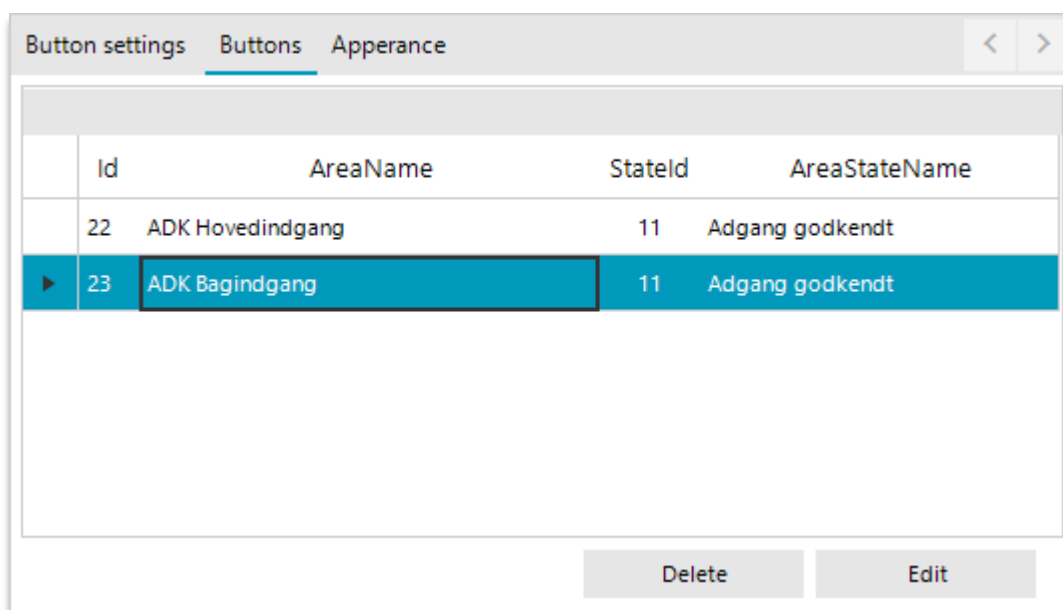 Button settings Buttons Apperance
Id AreaName StateId AreaStateName
22 ADK Hovedindgang 11 Adgang godkendt
23 ADK Bagindgang 11 Adgang godkendt
Delete Edit